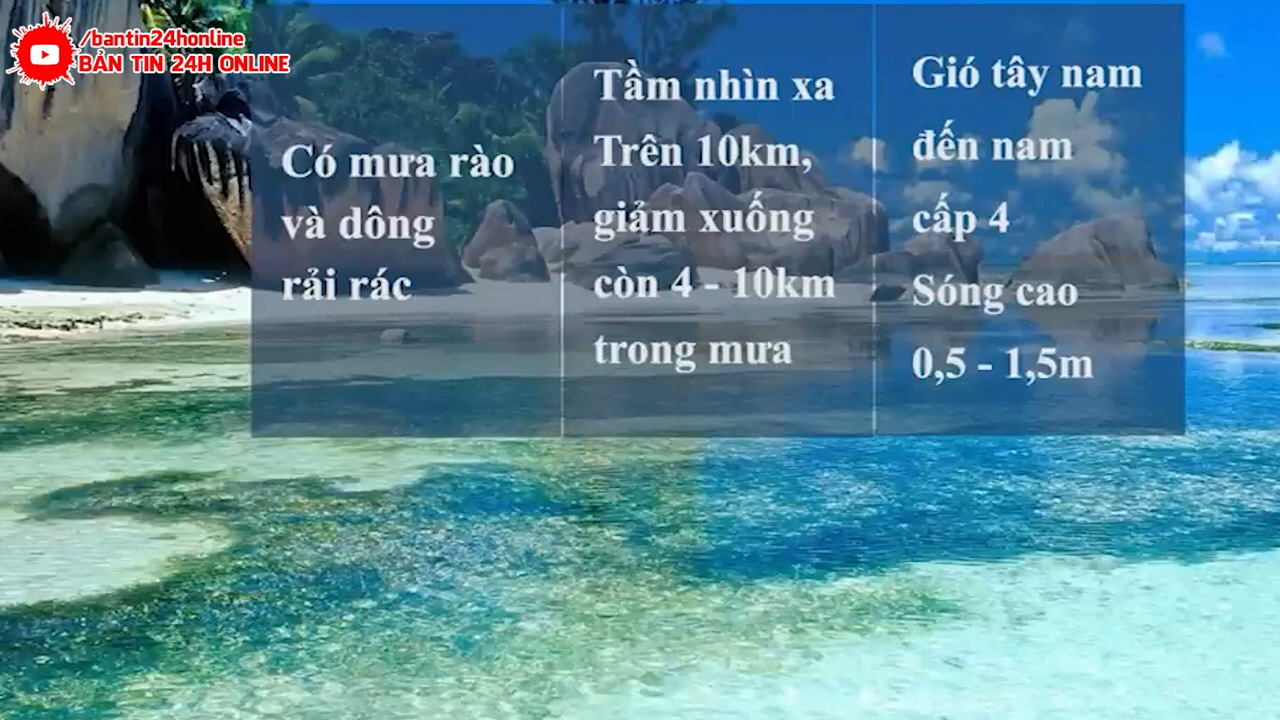 /bantin24honline
BẢN TIN 24H ONLINE
Có mưa rào
và dông
rải rác
Tầm nhìn xa
Trên 10km,
giảm xuống
còn 4 - 10km
trong mưa
Gió tây nam
đến nam
cấp 4
Sóng cao
0,5 - 1,5m